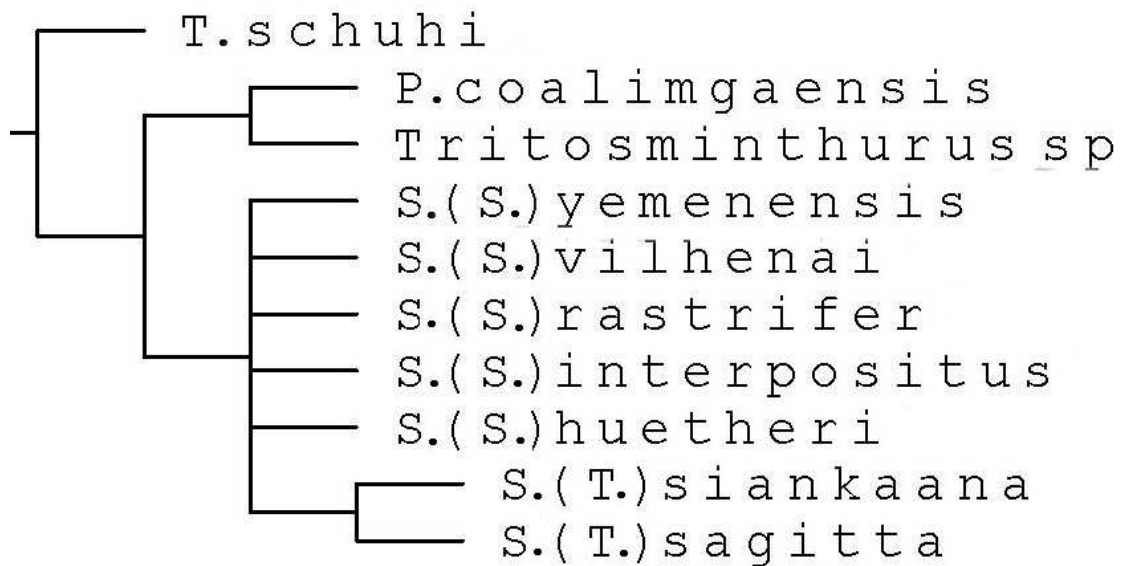 T.schuhi
P.coalimgaensis
Tritosminthurus sp
S.(S.)yemenensis
S.(S.)vilhenai
S.(S.)rastrifer
S.(S.)interpositus
S.(S.)huetheri
S.(T.)siankaana
S.(T.)sagitta